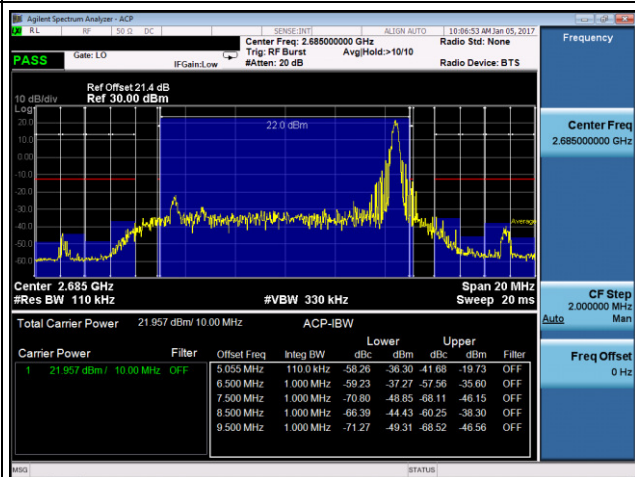 Agilent Spectrum Analyzer - ACP
RL RF 50 Ω DC SENSE:INT ALIGN AUTO 10:06:53 AM Jan 05, 2017
Center Freq: 2.685000000 GHz Radio Std: None
PASS Gate: LO Trig: RF Burst Avg|Hold:>10/10
IFGain:Low #Atten: 20 dB Radio Device: BTS
Ref Offset 21.4 dB
10 dB/div Ref 30.00 dBm
Log
20.0
22.0 dBm
10.0
0.00
-10.0
-20.0
-30.0
-40.0
Average
-50.0
-60.0
Center 2.685 GHz Span 20 MHz
#Res BW 110 kHz #VBW 330 kHz Sweep 20 ms
Total Carrier Power 21.957 dBm/ 10.00 MHz ACP-IBW
Lower Upper
Carrier Power Filter Offset Freq Integ BW dBc dBm dBc dBm Filter
1 21.957 dBm / 10.00 MHz OFF 5.055 MHz 110.0 kHz -58.26 -36.30 -41.68 -19.73 OFF
6.500 MHz 1.000 MHz -59.23 -37.27 -57.56 -35.60 OFF
7.500 MHz 1.000 MHz -70.80 -48.85 -68.11 -46.15 OFF
8.500 MHz 1.000 MHz -66.39 -44.43 -60.25 -38.30 OFF
9.500 MHz 1.000 MHz -71.27 -49.31 -68.52 -46.56 OFF
MSG STATUS
Frequency
Center Freq
2.685000000 GHz
CF Step
2.000000 MHz
Auto Man
Freq Offset
0 Hz